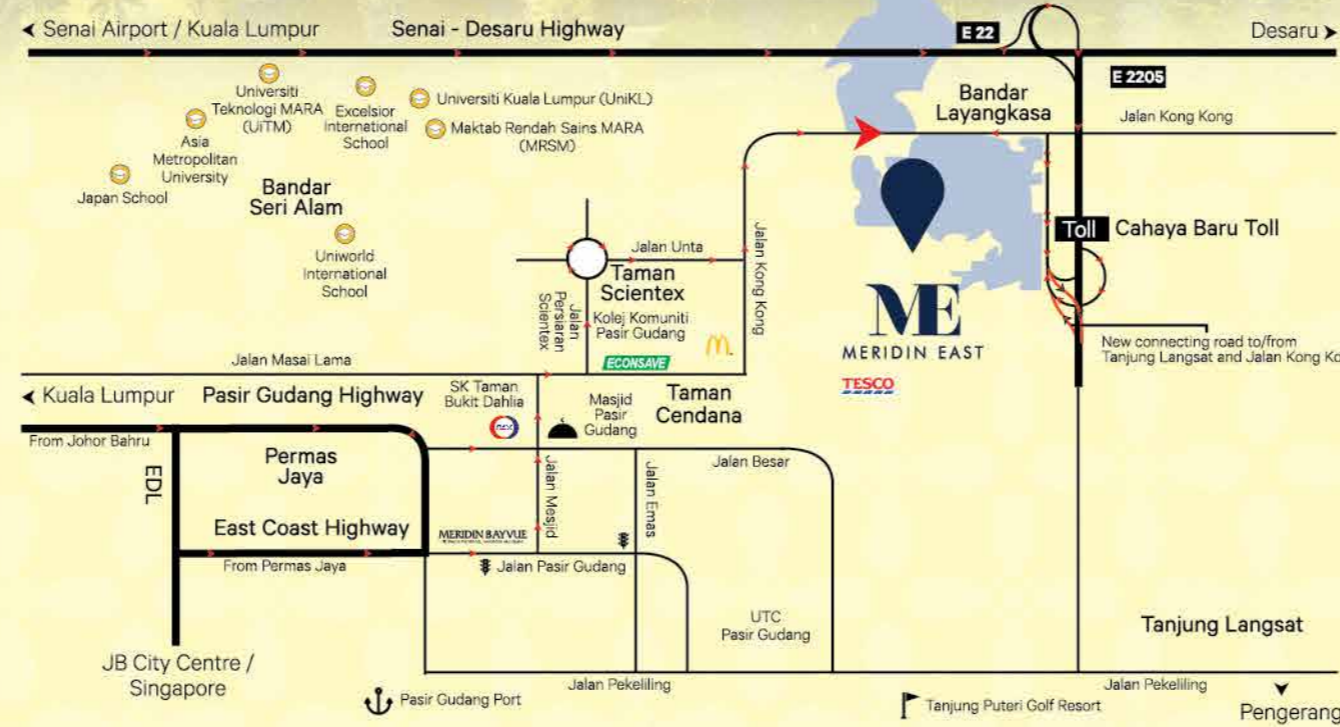 Senai Airport / Kuala Lumpur
Senai - Desaru Highway
E 22
Desaru
E 2205
Universiti
Teknologi MARA
(UiTM)
Excelsior
International
School
Universiti Kuala Lumpur (UniKL)
Maktab Rendah Sains MARA
(MRSM)
Asia
Metropolitan
University
Japan School
Bandar
Seri Alam
Uniworld
International
School
Bandar
Layangkasa
Jalan Kong Kong
Toll
Cahaya Baru Toll
Jalan Unta
Jalan Kong Kong
Taman
Scientex
Jalan
Persiaran
Scientex
Kolej Komuniti
Pasir Gudang
ECONSAVE
ME
MERIDIN EAST
TESCO
New connecting road to/from
Tanjung Langsat and Jalan Kong Ko
Jalan Masai Lama
Kuala Lumpur
Pasir Gudang Highway
SK Taman
Bukit Dahlia
Masjid
Pasir
Gudang
Taman
Cendana
From Johor Bahru
EDL
Permas
Jaya
Jalan Mesjid
Jalan Emas
Jalan Besar
East Coast Highway
MERIDIN BAYVUE
From Permas Jaya
Jalan Pasir Gudang
UTC
Pasir Gudang
Tanjung Langsat
JB City Centre /
Singapore
Jalan Pekeliling
Jalan Pekeliling
Pasir Gudang Port
Tanjung Puteri Golf Resort
Pengerang